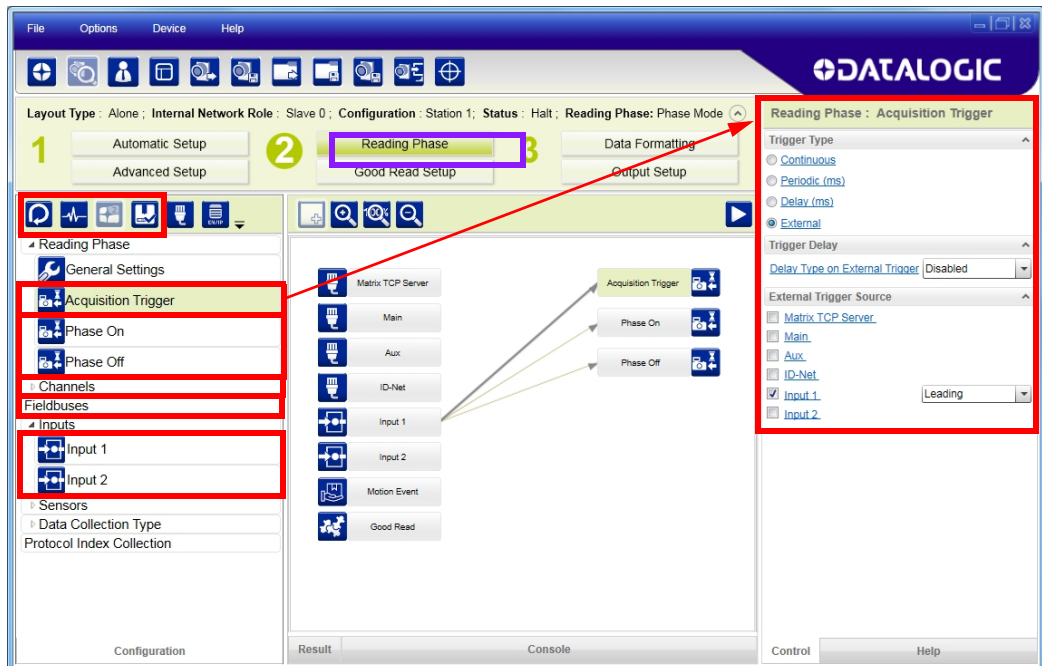 File Options Device Help
DATALOGIC
Layout Type : Alone ; Internal Network Role : Slave 0 ; Configuration : Station 1; Status : Halt ; Reading Phase: Phase Mode
1 Automatic Setup 2 Reading Phase 3 Data Formatting
Advanced Setup Good Read Setup Output Setup
EN/IP
100%
Reading Phase
General Settings
Acquisition Trigger
Phase On
Phase Off
Channels
Fieldbuses
Inputs
Input 1
Input 2
Sensors
Data Collection Type
Protocol Index Collection
Configuration
Matrix TCP Server
Main
Aux
ID-Net
Input 1
Input 2
Motion Event
Good Read
Acquisition Trigger
Phase On
Phase Off
Result Console
Reading Phase : Acquisition Trigger
Trigger Type
Continuous
Periodic (ms)
Delay (ms)
External
Trigger Delay
Delay Type on External Trigger Disabled
External Trigger Source
Matrix TCP Server
Main
Aux
ID-Net
Input 1 Leading
Input 2
Control Help